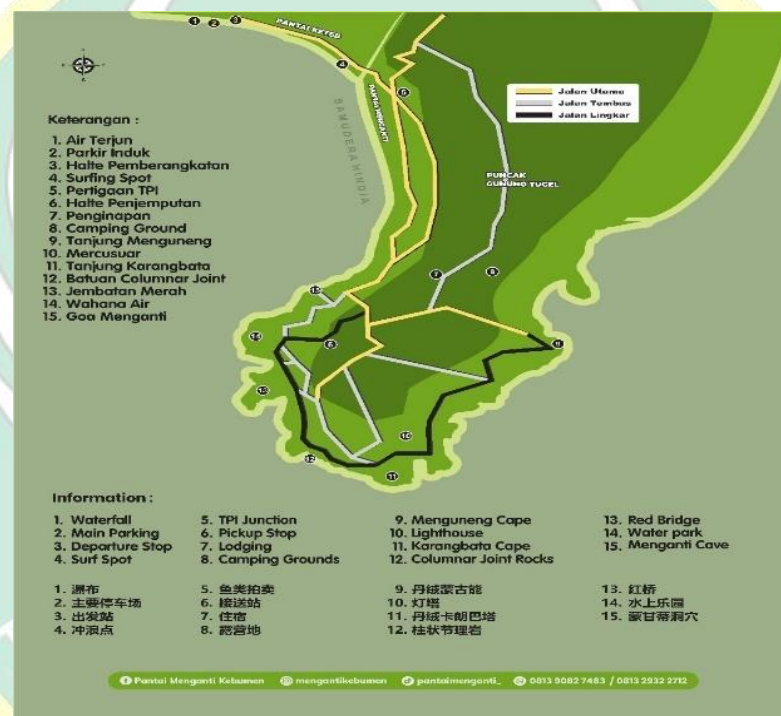 PANTAI KETEB
PANTAI MENGANTI
SAMUDERA HINDIA
PUNCAK
GUNUNG TUGEL
Jalan Utama
Jalan Tembus
Jalan Lingkar
Keterangan :
1. Air Terjun
2. Parkir Induk
3. Halte Pemberangkatan
4. Surfing Spot
5. Pertigaan TPI
6. Halte Penjemputan
7. Penginapan
8. Camping Ground
9. Tanjung Menguneng
10. Mercusuar
11. Tanjung Karangbata
12. Batuan Columnar Joint
13. Jembatan Merah
14. Wahana Air
15. Goa Menganti
Information :
1. Waterfall
2. Main Parking
3. Departure Stop
4. Surf Spot
5. TPI Junction
6. Pickup Stop
7. Lodging
8. Camping Grounds
9. Menguneng Cape
10. Lighthouse
11. Karangbata Cape
12. Columnar Joint Rocks
13. Red Bridge
14. Water park
15. Menganti Cave
1. 瀑布
2. 主要停车场
3. 出发站
4. 冲浪点
5. 鱼类拍卖
6. 接送站
7. 住宿
8. 露营地
9. 丹绒蒙古能
10. 灯塔
11. 丹绒卡朗巴塔
12. 柱状节理岩
13. 红桥
14. 水上乐园
15. 蒙甘蒂洞穴
Pantai Menganti Kebumen mengantikebumen pantaimenganti_ 0813 9082 7483 / 0813 2932 2712